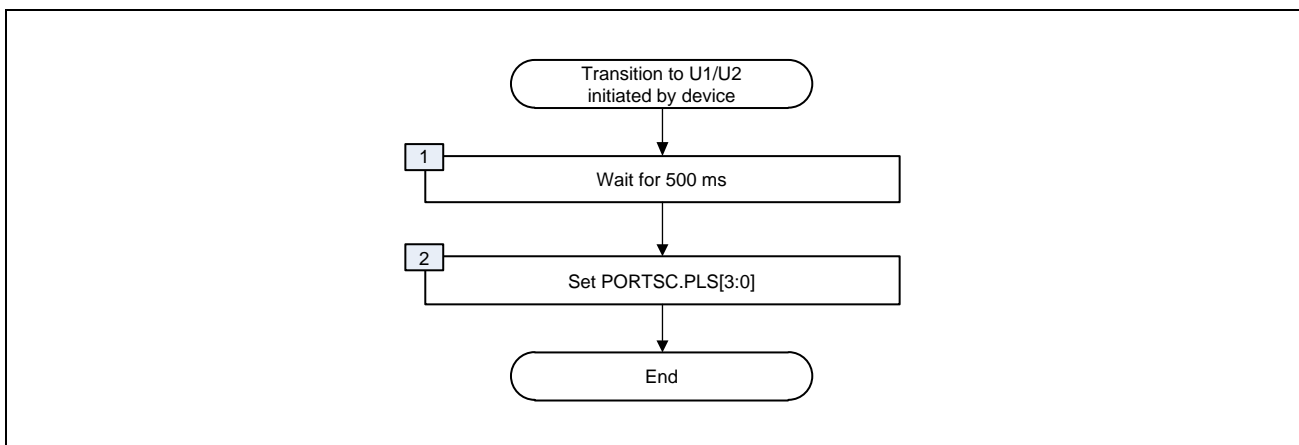 Transition to U1/U2
initiated by device
1
Wait for 500 ms
2
Set PORTSC.PLS[3:0]
End